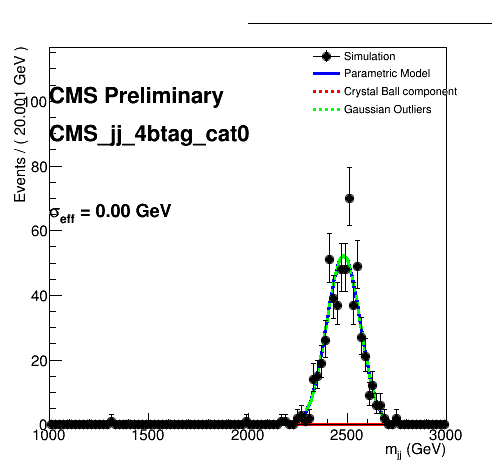 Simulation
Parametric Model
Crystal Ball component
Gaussian Outliers
CMS Preliminary
CMS_jj_4btag_cat0
σeff = 0.00 GeV
Events / ( 20.001 GeV )
100
80
60
40
20
0
1000 1500 2000 2500 3000
mjj (GeV)